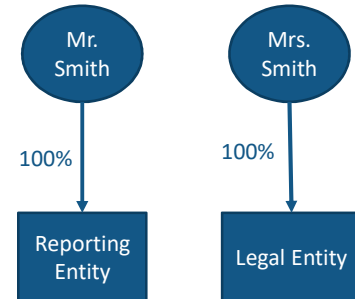 Mr.
Smith
Mrs.
Smith
100%
100%
Reporting
Entity
Legal Entity